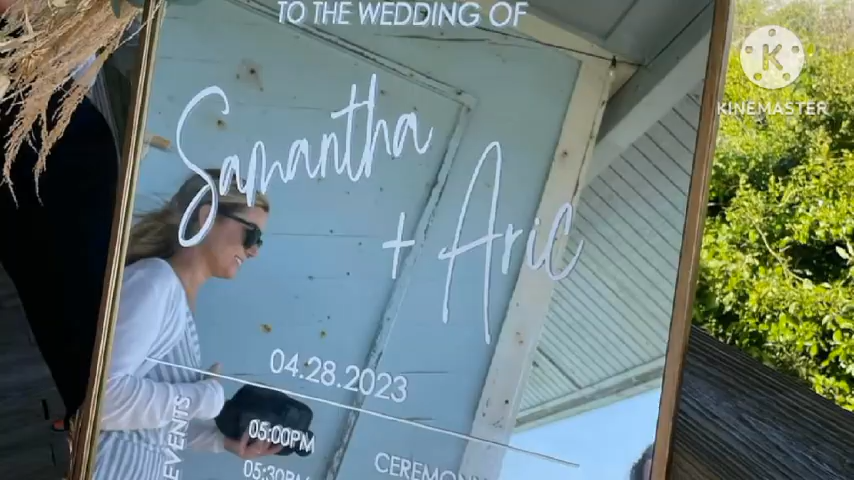 TO THE WEDDING OF
Samantha
+ Aric
04.28.2023
EVENTS
05:00PM
05:30PM
CEREMONY
K
KINEMASTER